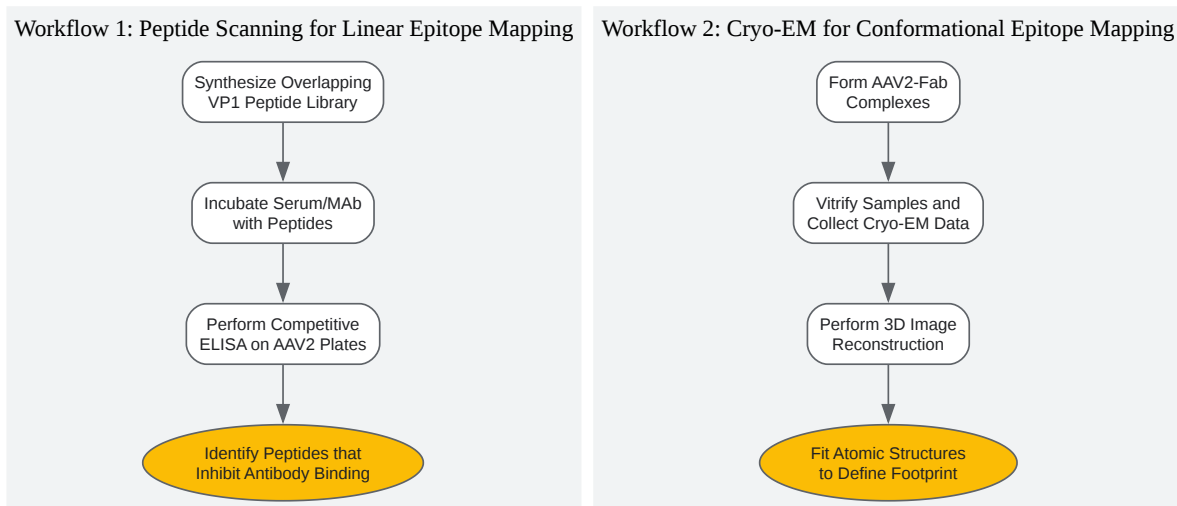 Workflow 1: Peptide Scanning for Linear Epitope Mapping
Synthesize Overlapping
VP1 Peptide Library
Incubate Serum/MAb
with Peptides
Perform Competitive
ELISA on AAV2 Plates
Identify Peptides that
Inhibit Antibody Binding
Workflow 2: Cryo-EM for Conformational Epitope Mapping
Form AAV2-Fab
Complexes
Vitrify Samples and
Collect Cryo-EM Data
Perform 3D Image
Reconstruction
Fit Atomic Structures
to Define Footprint